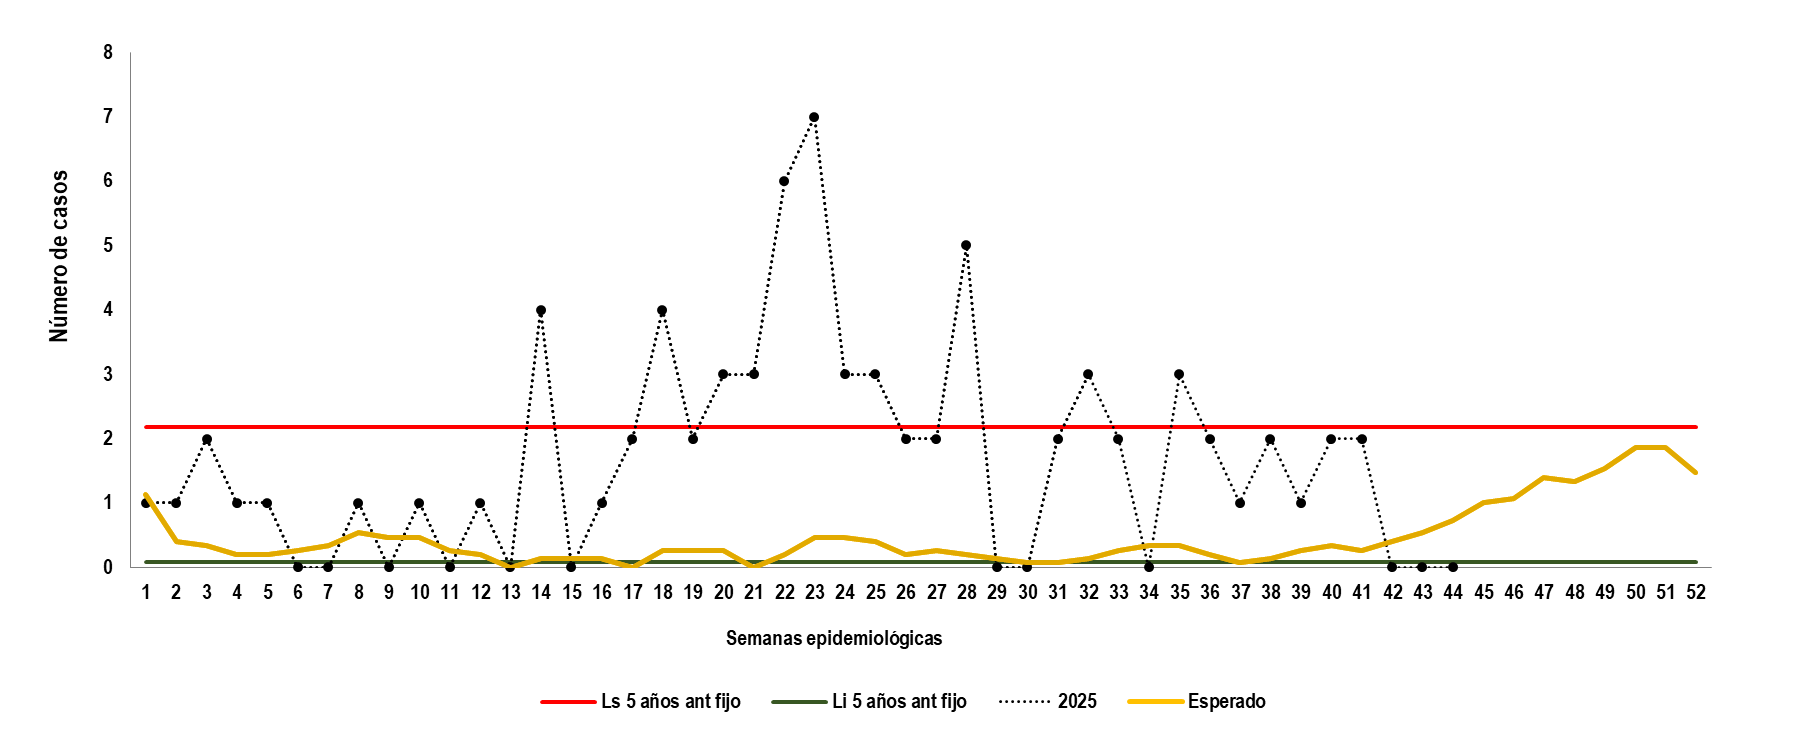 8
7
6
5
4
3
2
1
0
Número de casos
1 2 3 4 5 6 7 8 9 10 11 12 13 14 15 16 17 18 19 20 21 22 23 24 25 26 27 28 29 30 31 32 33 34 35 36 37 38 39 40 41 42 43 44 45 46 47 48 49 50 51 52
Semanas epidemiológicas
Ls 5 años ant fijo Li 5 años ant fijo 2025 Esperado